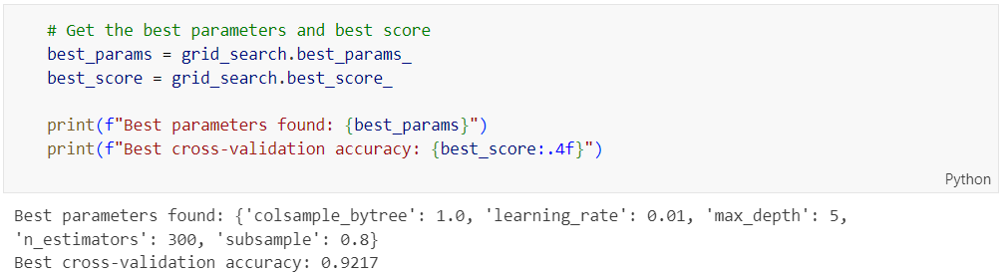 # Get the best parameters and best score
best_params = grid_search.best_params_
best_score = grid_search.best_score_
print(f"Best parameters found: {best_params}")
print(f"Best cross-validation accuracy: {best_score:.4f}")
Python
Best parameters found: {'colsample_bytree': 1.0, 'learning_rate': 0.01, 'max_depth': 5,
'n_estimators': 300, 'subsample': 0.8}
Best cross-validation accuracy: 0.9217